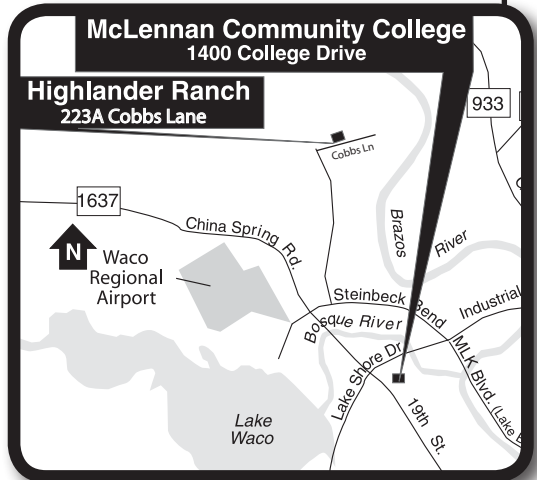 McLennan Community College
1400 College Drive
Highlander Ranch
223A Cobbs Lane
933
Cobbs Ln
1637
China Spring Rd.
N
Waco
Regional
Airport
Brazos
River
Steinbeck Bend
Industrial
Bosque River
Lake Shore Dr.
MLK Blvd. (Lake
19th St.
Lake
Waco